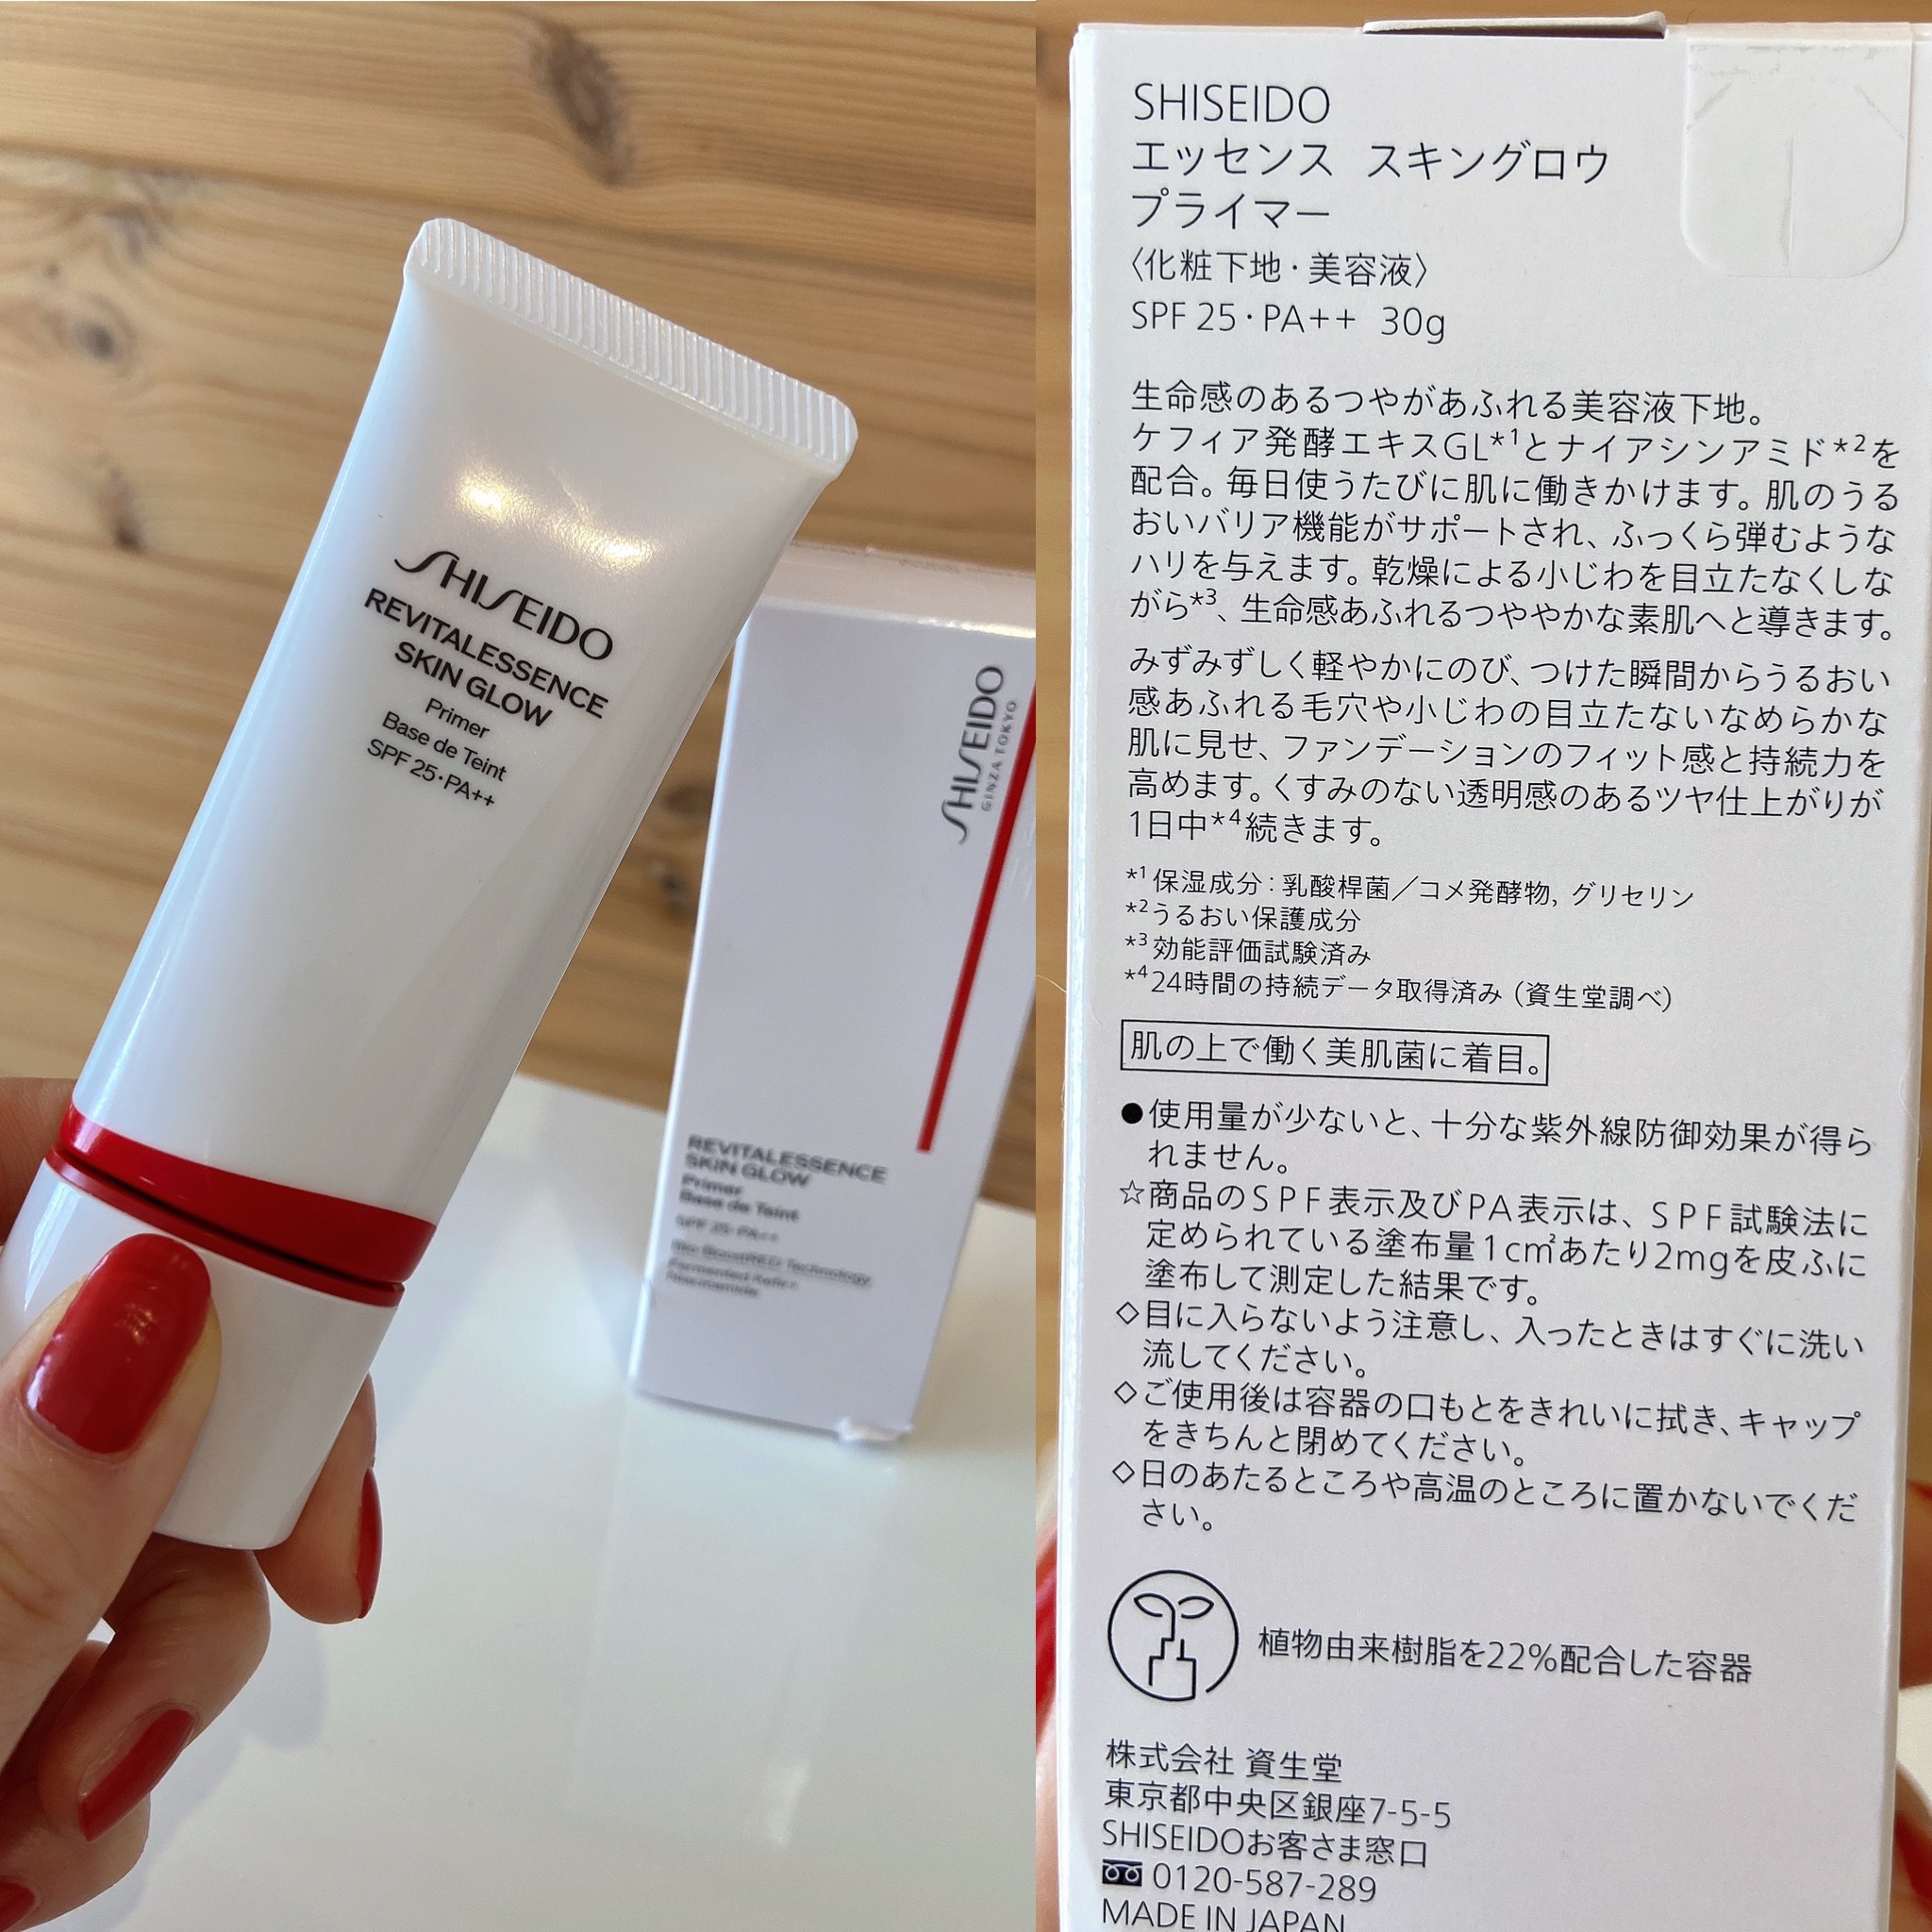 SHISEIDO
REVITALESSENCE
SKIN GLOW
Primer
Base de Teint
SPF 25・PA++
SHISEIDO
GINZA TOKYO
REVITALESSENCE
SKIN GLOW
Primer
Base de Teint
SPF 25・PA++
Bio BoostRED Technology
Fermented Kefir+
Niacinamide
SHISEIDO
エッセンス スキングロウ
プライマー
〈化粧下地・美容液〉
SPF 25・PA++ 30g
生命感のあるつやがあふれる美容液下地。
ケフィア発酵エキスGL*1とナイアシンアミド*2を
配合。毎日使うたびに肌に働きかけます。肌のうる
おいバリア機能がサポートされ、ふっくら弾むような
ハリを与えます。乾燥による小じわを目立たなくしな
がら*3、生命感あふれるつややかな素肌へと導きます。
みずみずしく軽やかにのび、つけた瞬間からうるおい
感あふれる毛穴や小じわの目立たないなめらかな
肌に見せ、ファンデーションのフィット感と持続力を
高めます。くすみのない透明感のあるツヤ仕上がりが
1日中*4続きます。
*1保湿成分：乳酸桿菌／コメ発酵物, グリセリン
*2うるおい保護成分
*3効能評価試験済み
*424時間の持続データ取得済み（資生堂調べ）
肌の上で働く美肌菌に着目。
●使用量が少ないと、十分な紫外線防御効果が得ら
れません。
☆商品のSPF表示及びPA表示は、SPF試験法に
定められている塗布量1c㎡あたり2mgを皮ふに
塗布して測定した結果です。
◇目に入らないよう注意し、入ったときはすぐに洗い
流してください。
◇ご使用後は容器の口もとをきれいに拭き、キャップ
をきちんと閉めてください。
◇日のあたるところや高温のところに置かないでくだ
さい。
植物由来樹脂を22%配合した容器
株式会社 資生堂
東京都中央区銀座7-5-5
SHISEIDOお客さま窓口
0120-587-289
MADE IN JAPAN